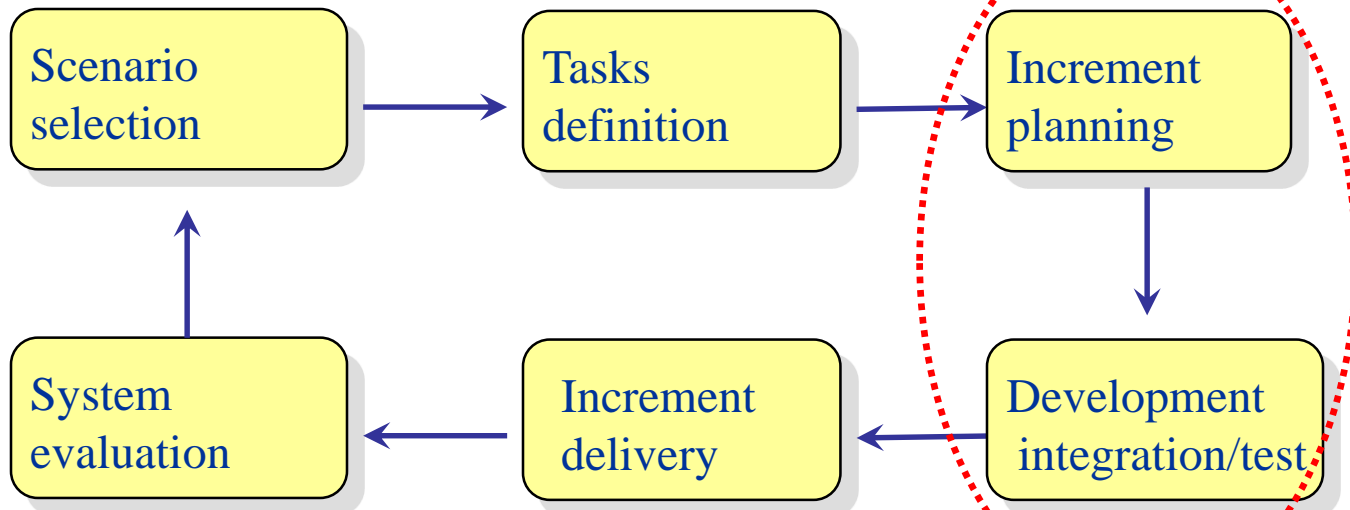 Scenario
selection
Tasks
definition
Increment
planning
System
evaluation
Increment
delivery
Development
integration/test